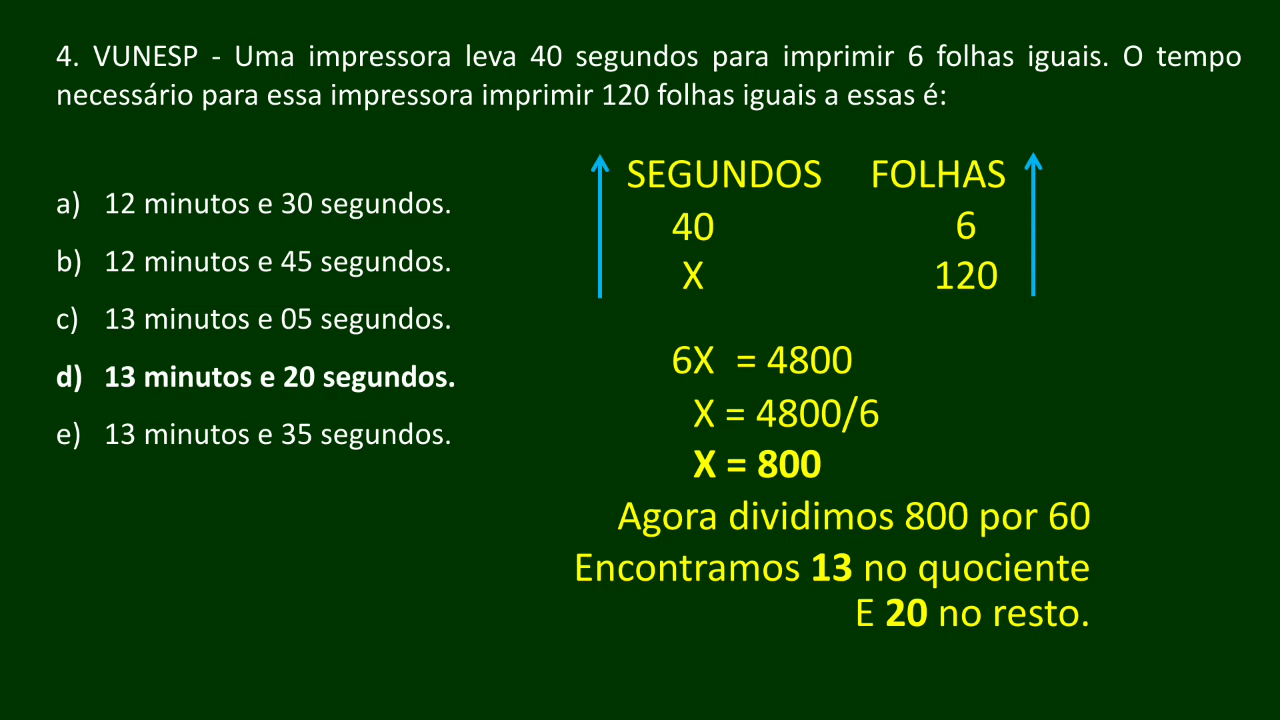 4. VUNESP - Uma impressora leva 40 segundos para imprimir 6 folhas iguais. O tempo
necessário para essa impressora imprimir 120 folhas iguais a essas é:
a) 12 minutos e 30 segundos.
b) 12 minutos e 45 segundos.
c) 13 minutos e 05 segundos.
d) 13 minutos e 20 segundos.
e) 13 minutos e 35 segundos.
SEGUNDOS FOLHAS
40 6
X 120
6X = 4800
X = 4800/6
X = 800
Agora dividimos 800 por 60
Encontramos 13 no quociente
E 20 no resto.